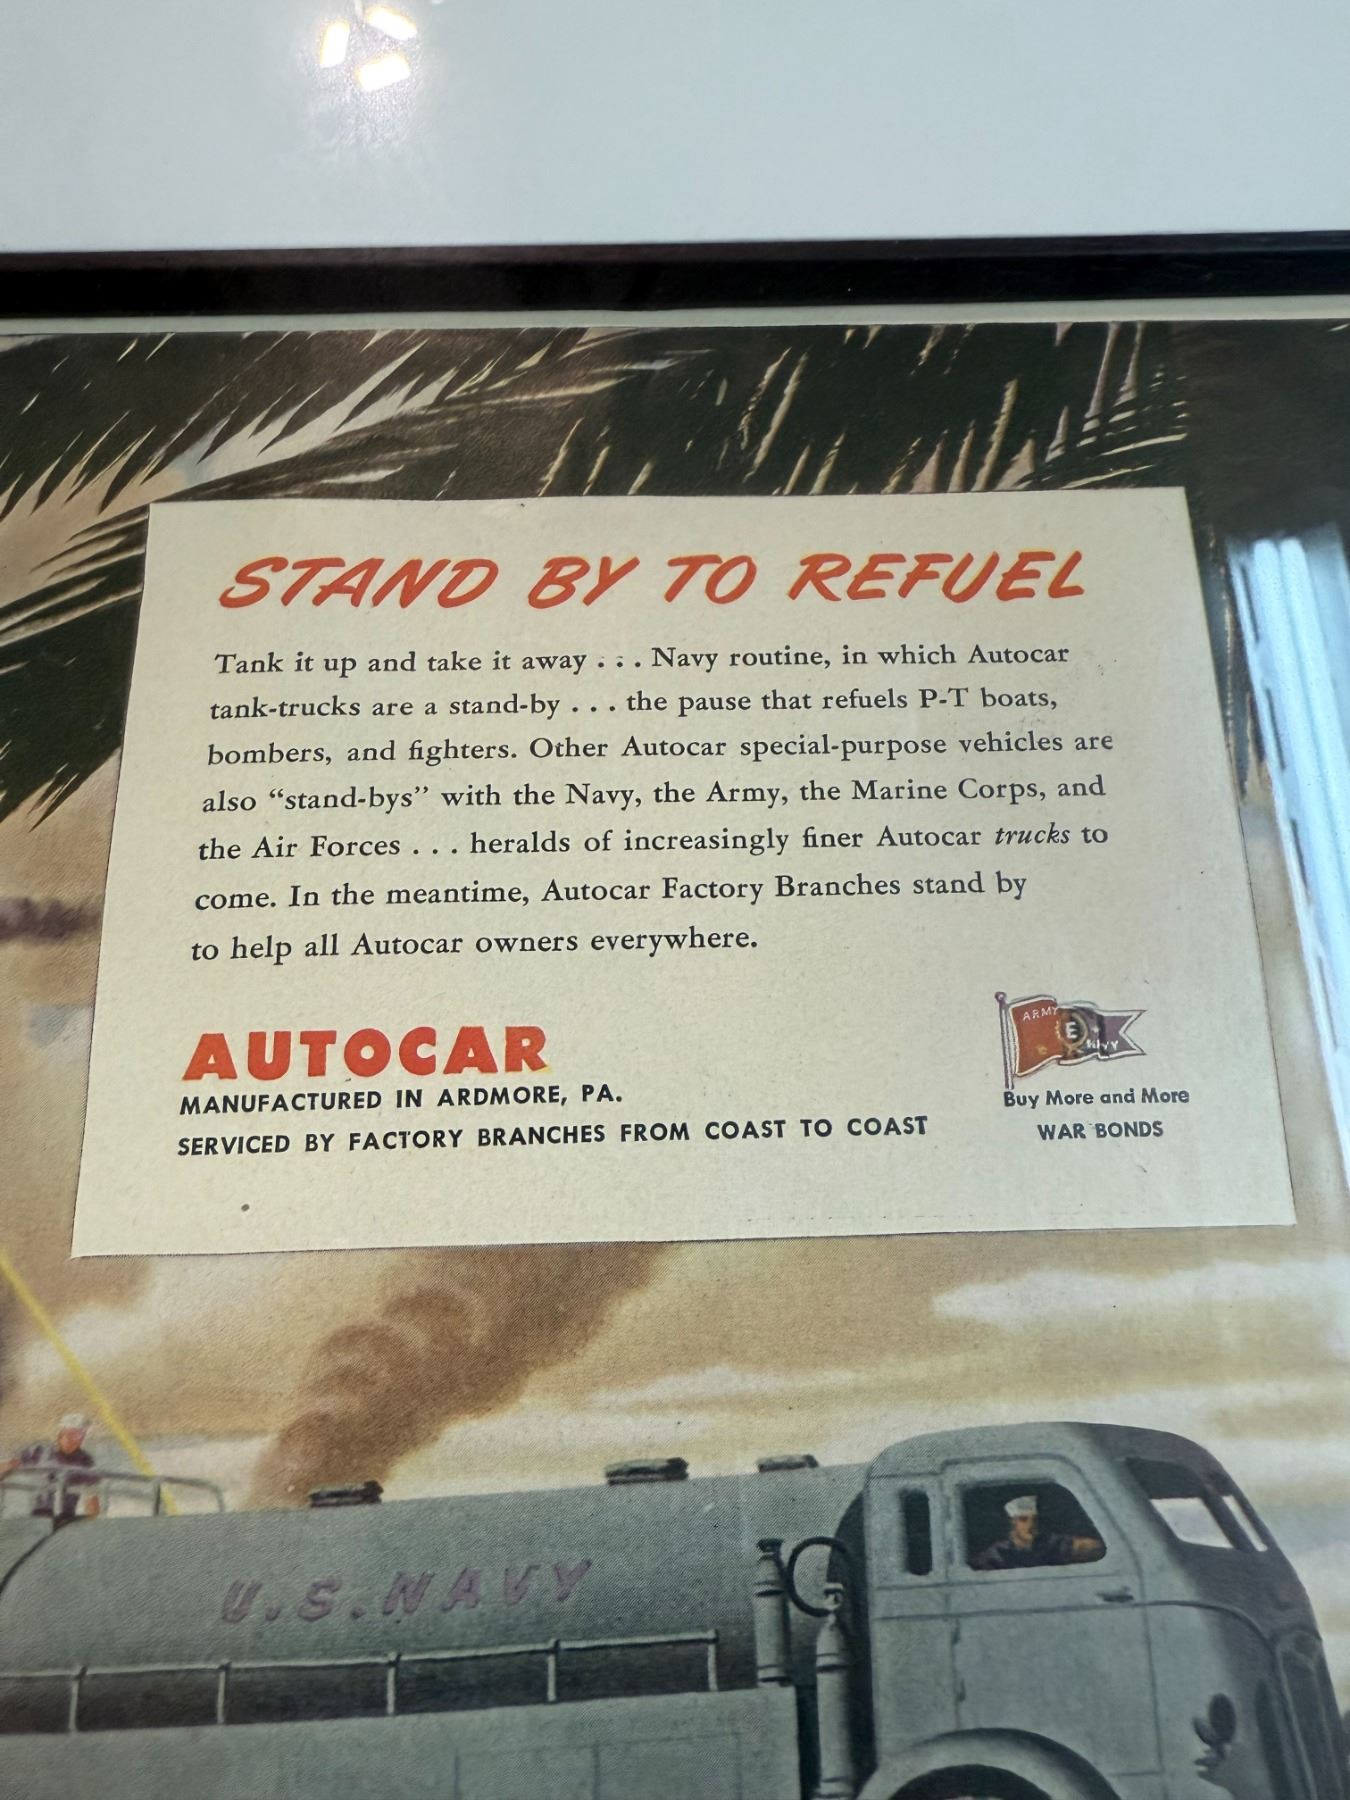 STAND BY TO REFUEL
Tank it up and take it away . . . Navy routine, in which Autocar
tank-trucks are a stand-by . . . the pause that refuels P-T boats,
bombers, and fighters. Other Autocar special-purpose vehicles are
also “stand-bys” with the Navy, the Army, the Marine Corps, and
the Air Forces . . . heralds of increasingly finer Autocar trucks to
come. In the meantime, Autocar Factory Branches stand by
to help all Autocar owners everywhere.
AUTOCAR
MANUFACTURED IN ARDMORE, PA.
SERVICED BY FACTORY BRANCHES FROM COAST TO COAST
ARMY
E
NAVY
Buy More and More
WAR BONDS
U.S. NAVY